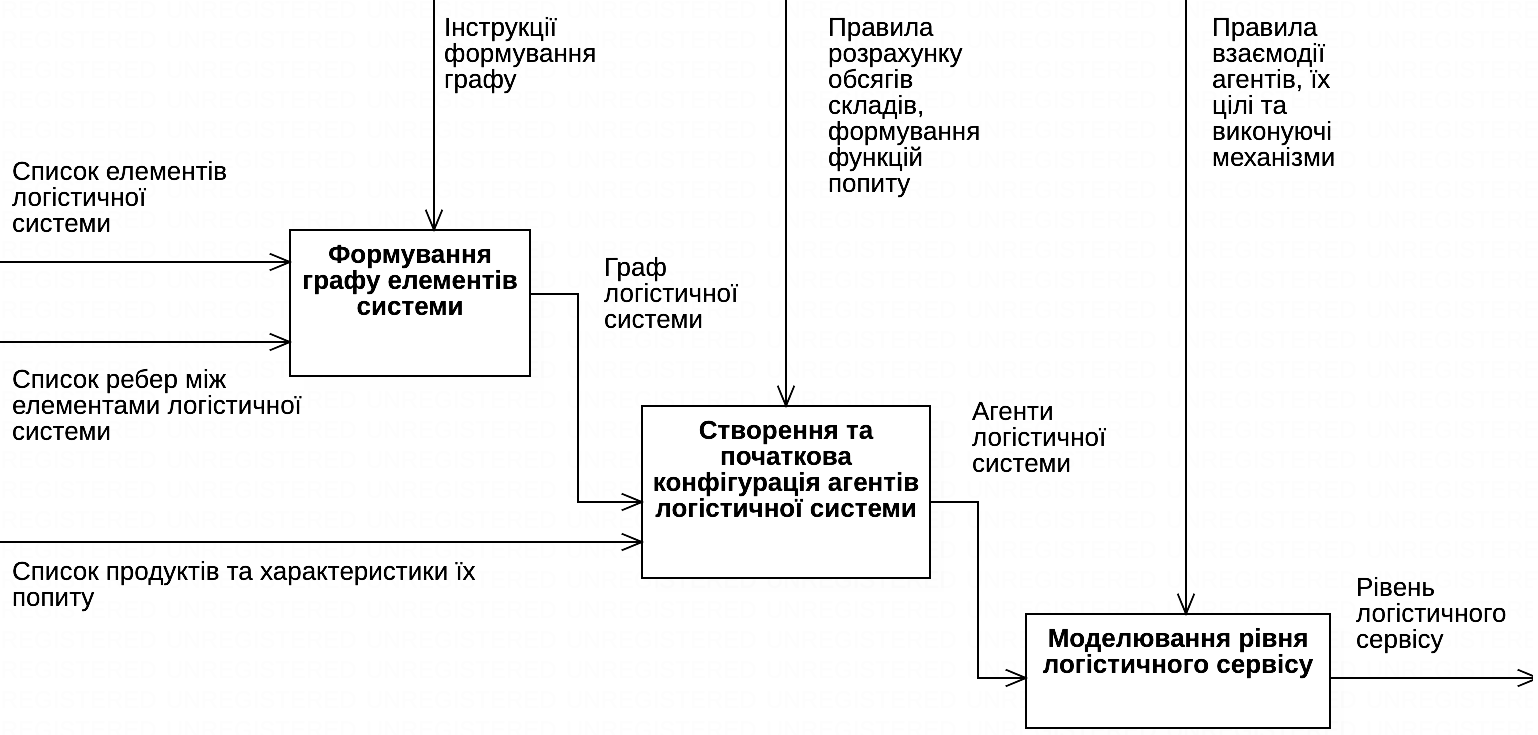 Інструкції
формування
графу
Правила
розрахунку
обсягів
складів,
формування
функцій
попиту
Правила
взаємодії
агентів, їх
цілі та
виконуючі
механізми
Список елементів
логістичної
системи
Формування
графу елементів
системи
Граф
логістичної
системи
Список ребер між
елементами логістичної
системи
Створення та
початкова
конфігурація агентів
логістичної системи
Агенти
логістичної
системи
Список продуктів та характеристики їх
попиту
Моделювання рівня
логістичного сервісу
Рівень
логістичного
сервісу